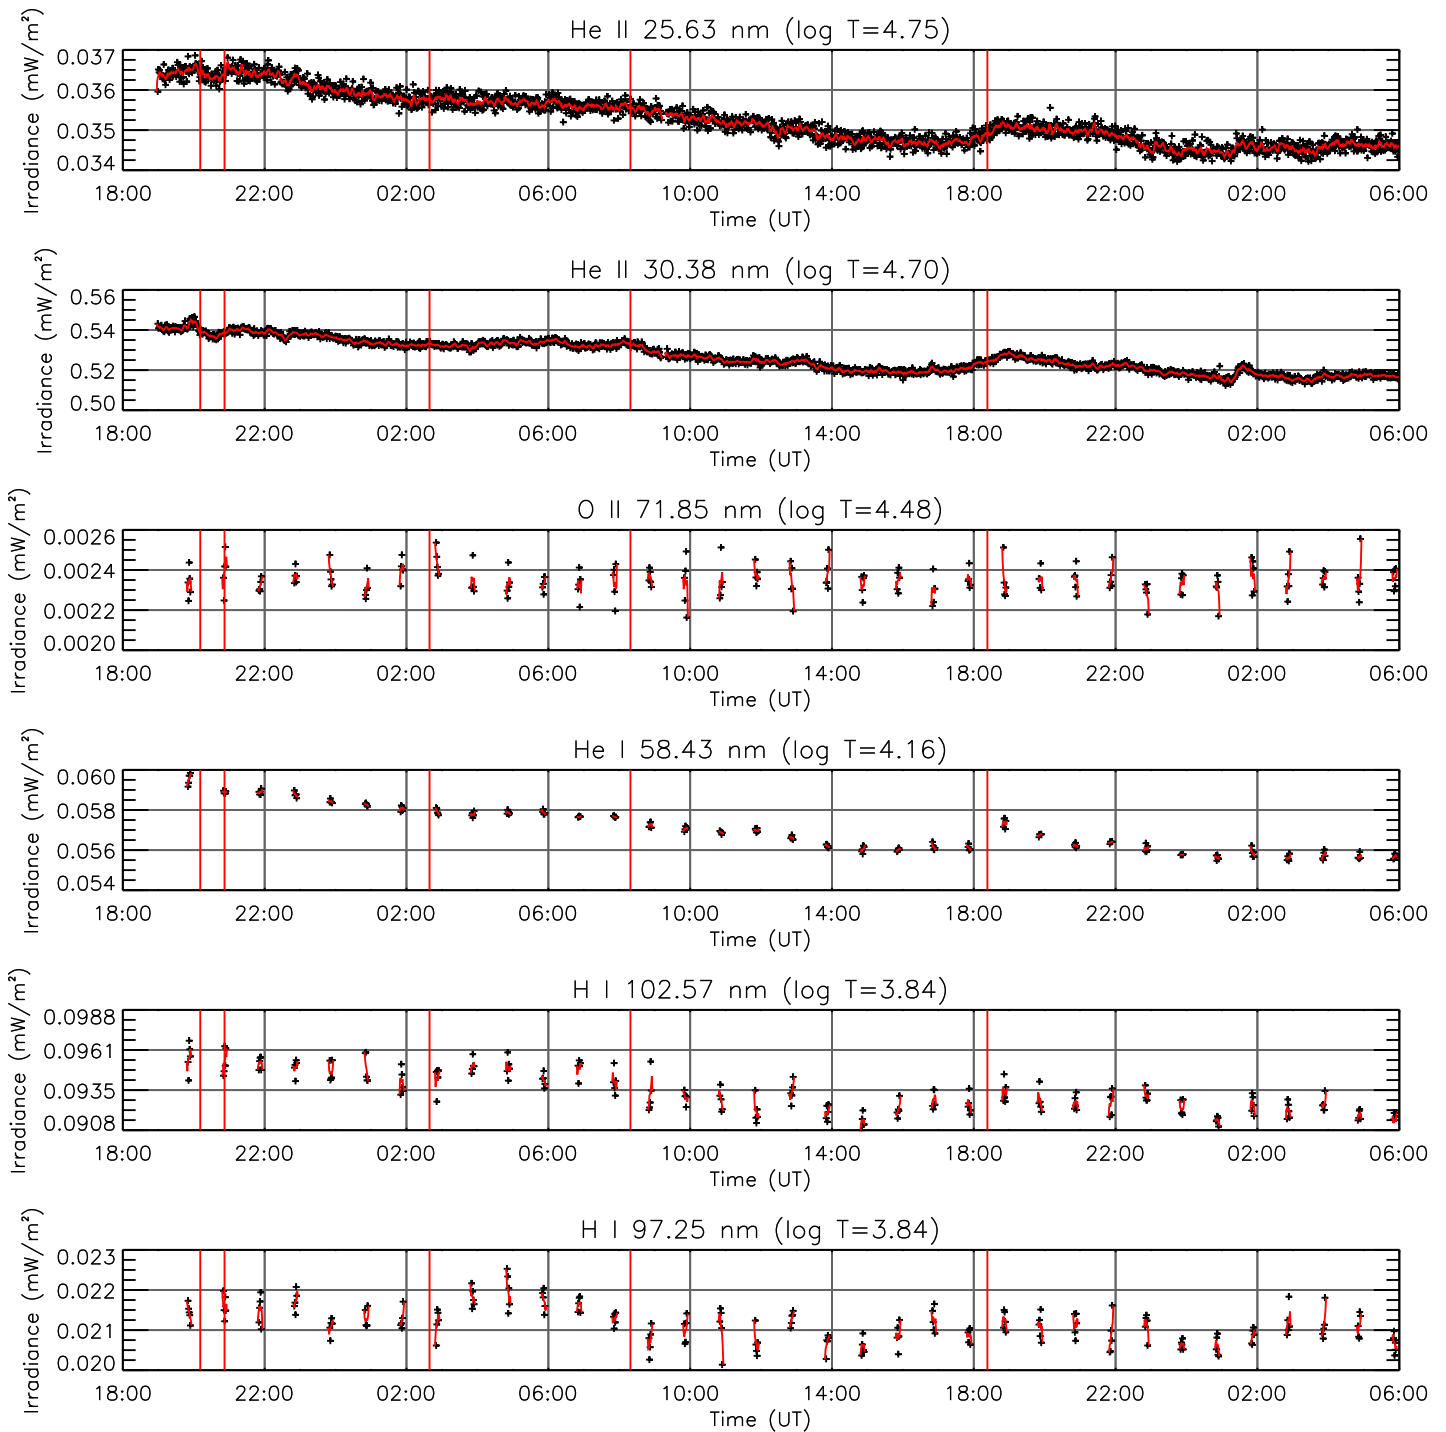 He II 25.63 nm (log T=4.75)
Irradiance (mW/m²)
0.037
0.036
0.035
0.034
18:00 22:00 02:00 06:00 10:00 14:00 18:00 22:00 02:00 06:00
Time (UT)
He II 30.38 nm (log T=4.70)
Irradiance (mW/m²)
0.56
0.54
0.52
0.50
18:00 22:00 02:00 06:00 10:00 14:00 18:00 22:00 02:00 06:00
Time (UT)
O II 71.85 nm (log T=4.48)
Irradiance (mW/m²)
0.0026
0.0024
0.0022
0.0020
18:00 22:00 02:00 06:00 10:00 14:00 18:00 22:00 02:00 06:00
Time (UT)
He I 58.43 nm (log T=4.16)
Irradiance (mW/m²)
0.060
0.058
0.056
0.054
18:00 22:00 02:00 06:00 10:00 14:00 18:00 22:00 02:00 06:00
Time (UT)
H I 102.57 nm (log T=3.84)
Irradiance (mW/m²)
0.0988
0.0961
0.0935
0.0908
18:00 22:00 02:00 06:00 10:00 14:00 18:00 22:00 02:00 06:00
Time (UT)
H I 97.25 nm (log T=3.84)
Irradiance (mW/m²)
0.023
0.022
0.021
0.020
18:00 22:00 02:00 06:00 10:00 14:00 18:00 22:00 02:00 06:00
Time (UT)